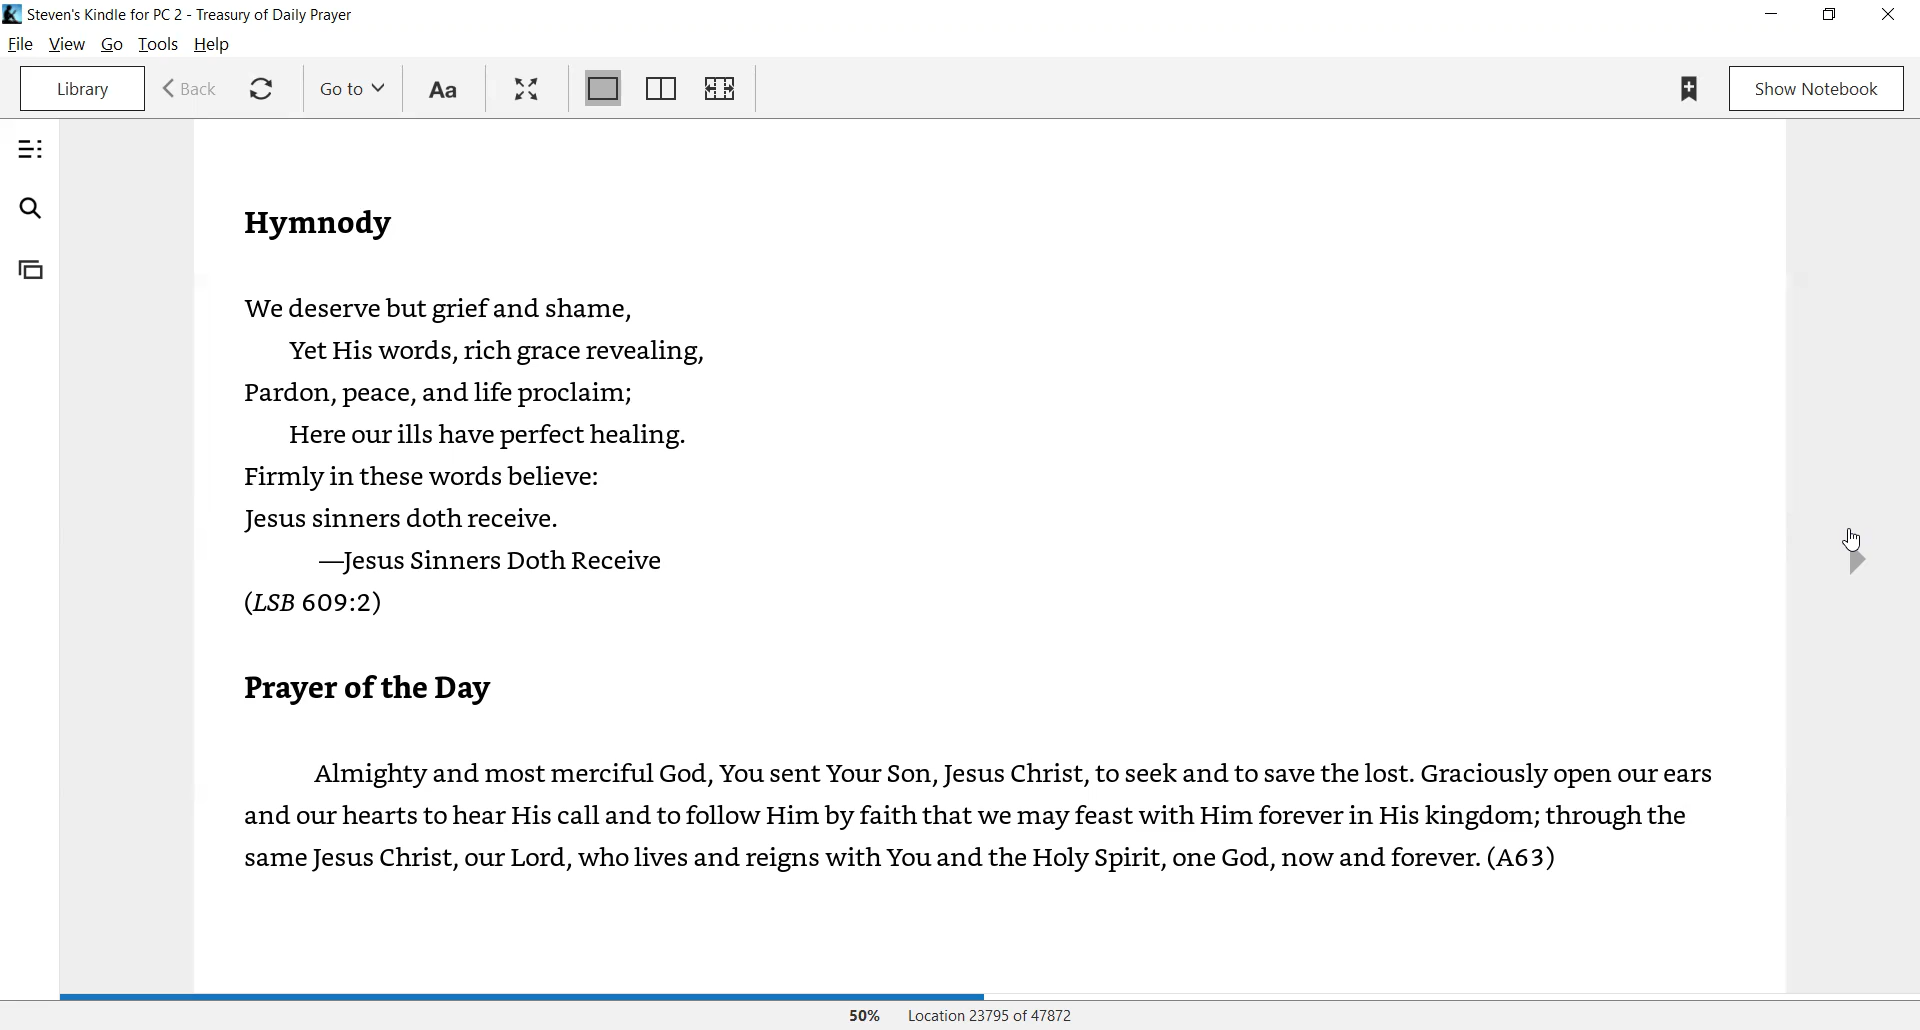 Steven's Kindle for PC 2 - Treasury of Daily Prayer
File View Go Tools Help
Library Back Go to Aa Show Notebook
Hymnody
We deserve but grief and shame,
Yet His words, rich grace revealing,
Pardon, peace, and life proclaim;
Here our ills have perfect healing.
Firmly in these words believe:
Jesus sinners doth receive.
—Jesus Sinners Doth Receive
(LSB 609:2)
Prayer of the Day
Almighty and most merciful God, You sent Your Son, Jesus Christ, to seek and to save the lost. Graciously open our ears
and our hearts to hear His call and to follow Him by faith that we may feast with Him forever in His kingdom; through the
same Jesus Christ, our Lord, who lives and reigns with You and the Holy Spirit, one God, now and forever. (A63)
50% Location 23795 of 47872